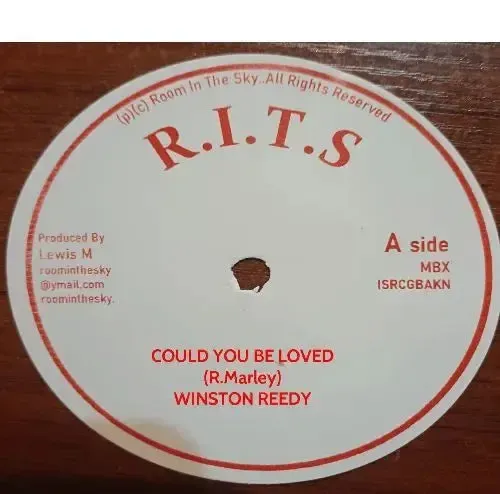 (p)(c) Room In The Sky..All Rights Reserved
R.I.T.S
Produced By
Lewis M
roominthesky
@ymail.com
roominthesky.
A side
MBX
ISRCGBAKN
COULD YOU BE LOVED
(R.Marley)
WINSTON REEDY